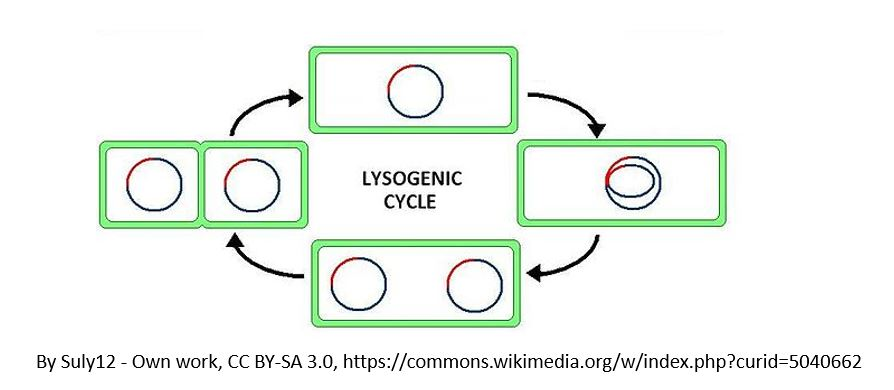 LYSOGENIC
CYCLE
By Suly12 - Own work, CC BY-SA 3.0, https://commons.wikimedia.org/w/index.php?curid=5040662